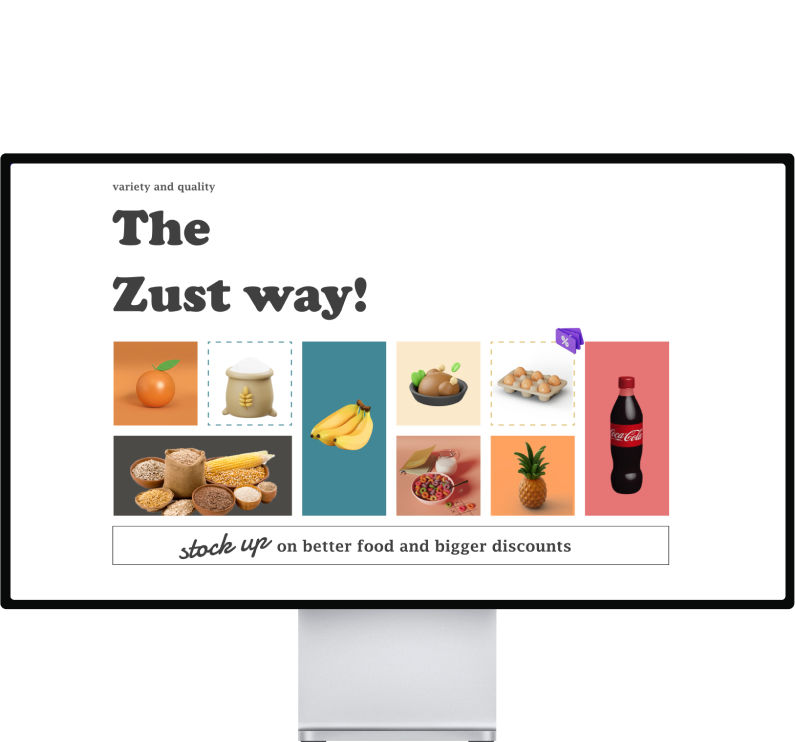 variety and quality
The
Zust way!
%
Coca-Cola
stock up on better food and bigger discounts